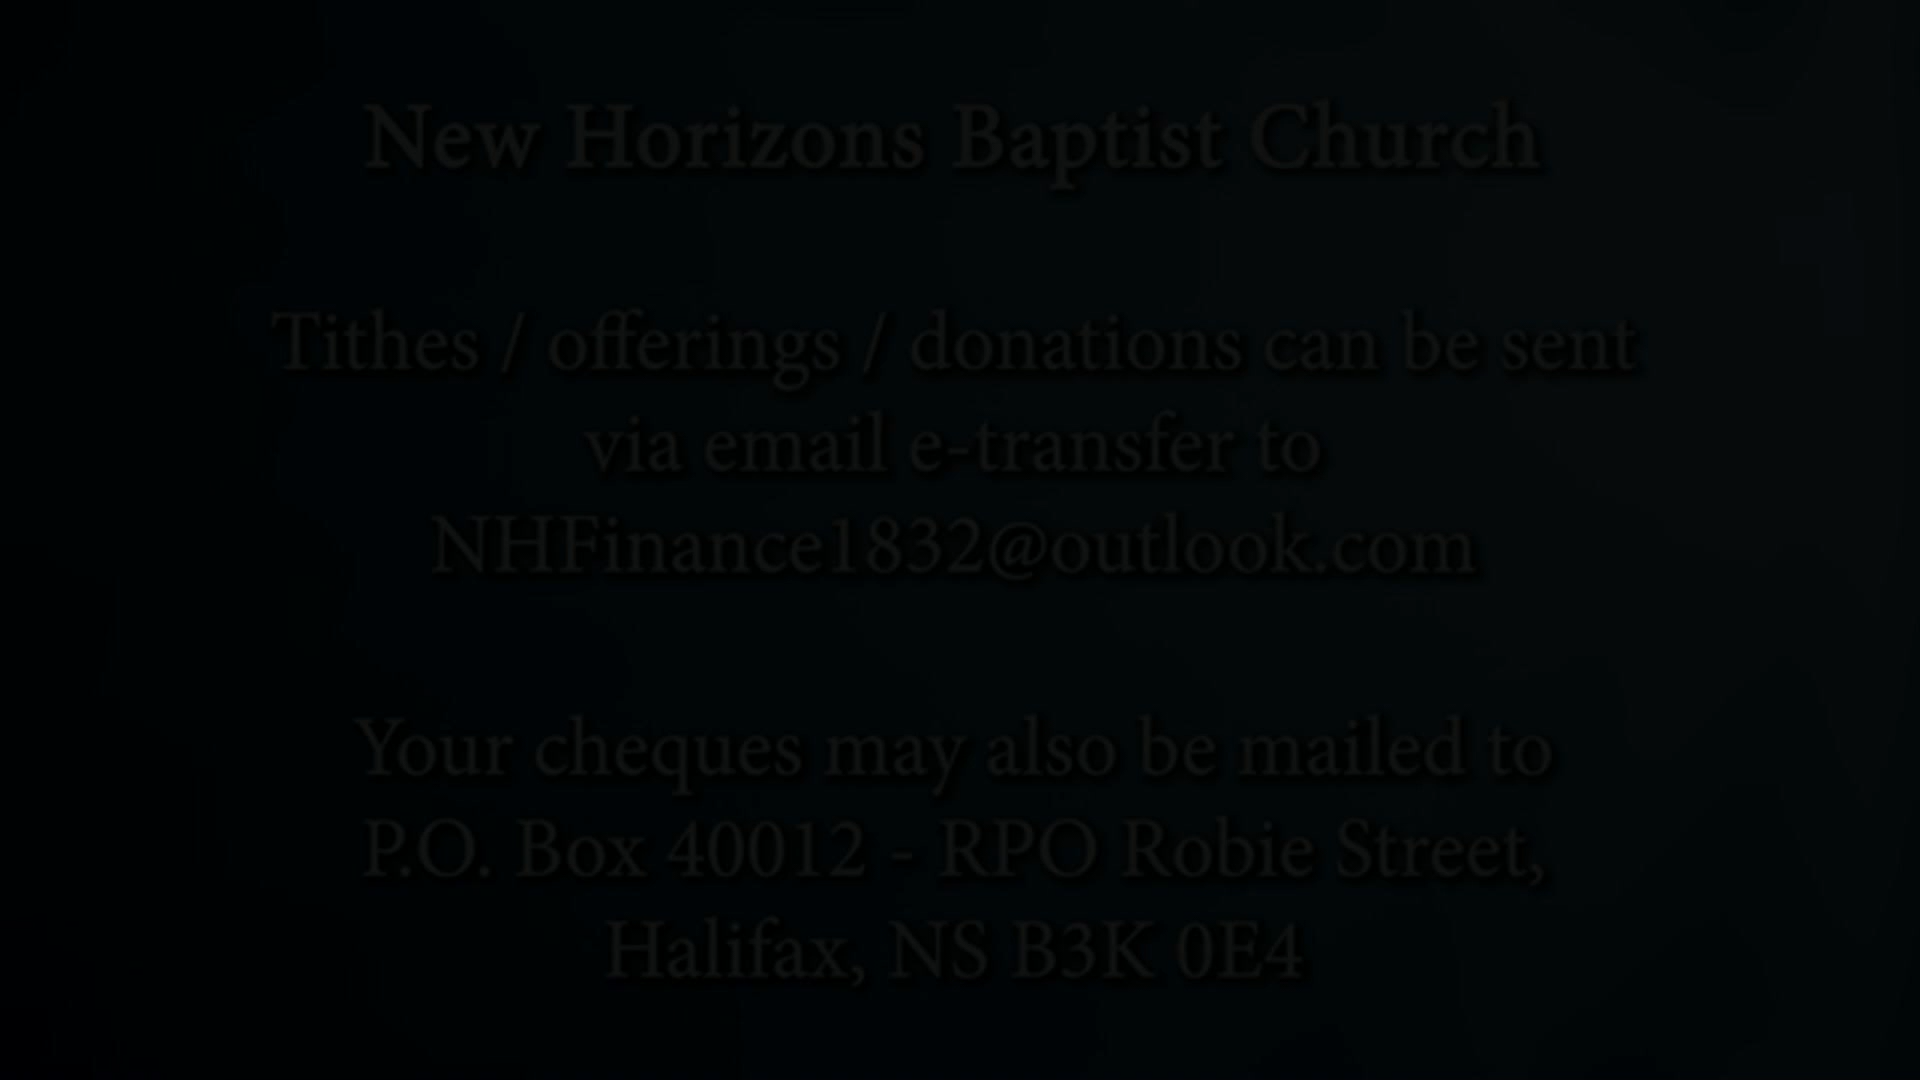 New Horizons Baptist Church
Tithes / offerings / donations can be sent
via email e-transfer to
NHFinance1832@outlook.com
Your cheques may also be mailed to
P.O. Box 40012 - RPO Robie Street,
Halifax, NS B3K 0E4